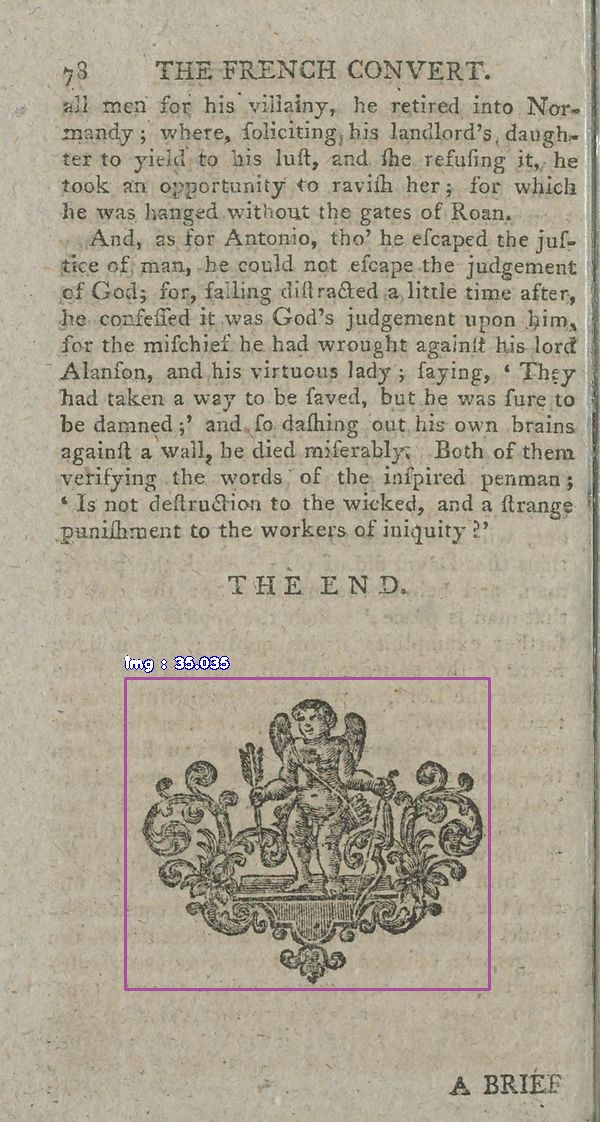 78 THE FRENCH CONVERT.
all men for his villainy, he retired into Nor-
mandy; where, ſoliciting his landlord's daugh-
ter to yield to his luſt, and ſhe refuſing it, he
took an opportunity to raviſh her; for which
he was hanged without the gates of Roan.
And, as for Antonio, tho' he eſcaped the juſ-
tice of man, he could not eſcape the judgement
of God; for, falling diſtracted a little time after,
he confeſſed it was God's judgement upon him,
for the miſchief he had wrought againſt his lord
Alanſon, and his virtuous lady; ſaying, ‘ They
had taken a way to be ſaved, but he was ſure to
be damned;’ and ſo daſhing out his own brains
againſt a wall, he died miſerably. Both of them
verifying the words of the inſpired penman;
‘ Is not deſtruction to the wicked, and a ſtrange
puniſhment to the workers of iniquity?’
THE END.
img : 35.035
A BRIEF